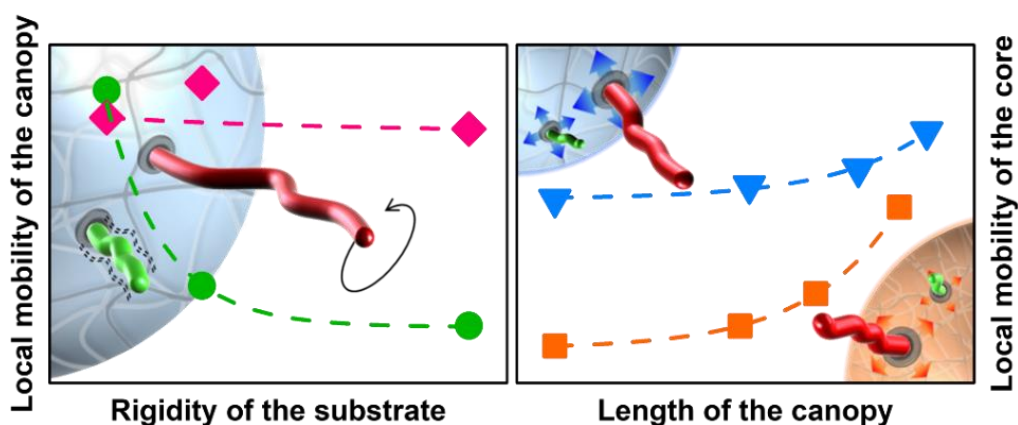 Local mobility of the canopy
Rigidity of the substrate
Length of the canopy
Local mobility of the core